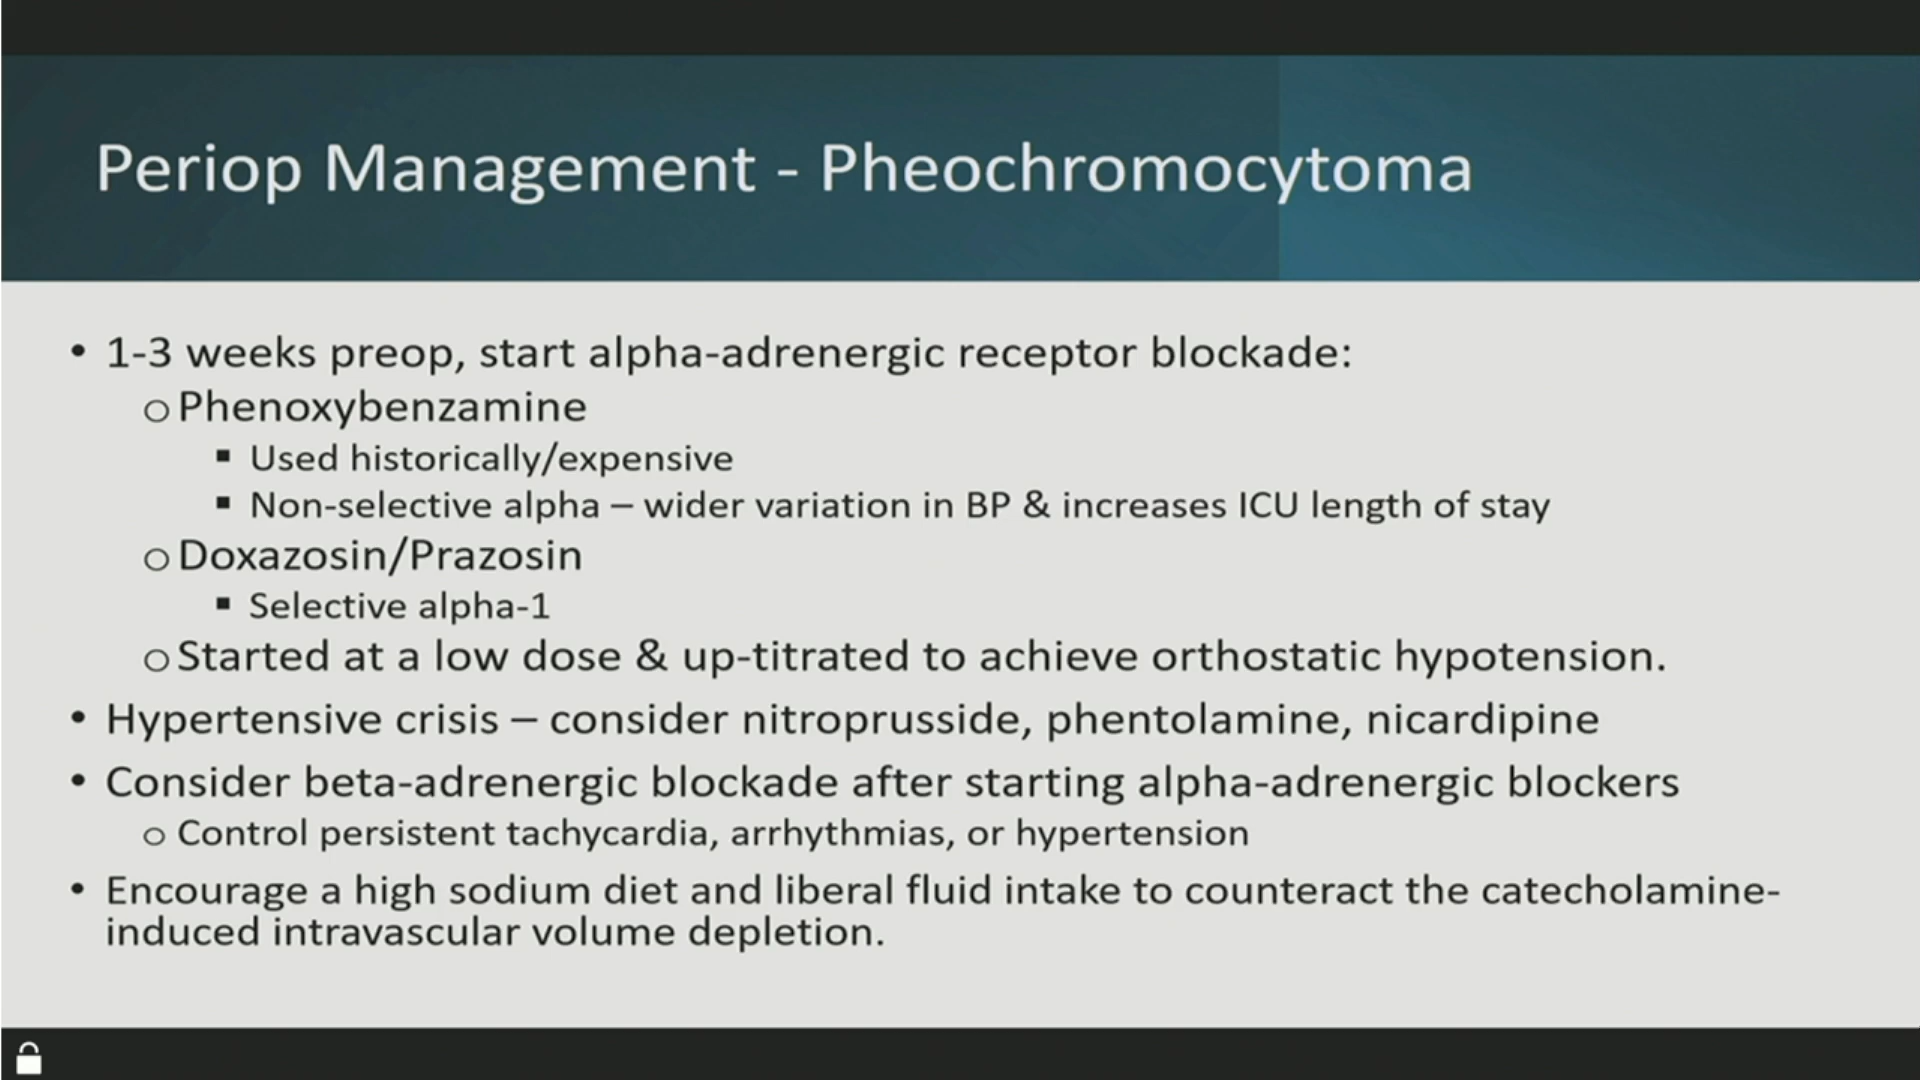 Periop Management - Pheochromocytoma
• 1-3 weeks preop, start alpha-adrenergic receptor blockade:
o Phenoxybenzamine
▪ Used historically/expensive
▪ Non-selective alpha – wider variation in BP & increases ICU length of stay
o Doxazosin/Prazosin
▪ Selective alpha-1
o Started at a low dose & up-titrated to achieve orthostatic hypotension.
• Hypertensive crisis – consider nitroprusside, phentolamine, nicardipine
• Consider beta-adrenergic blockade after starting alpha-adrenergic blockers
o Control persistent tachycardia, arrhythmias, or hypertension
• Encourage a high sodium diet and liberal fluid intake to counteract the catecholamine-
induced intravascular volume depletion.